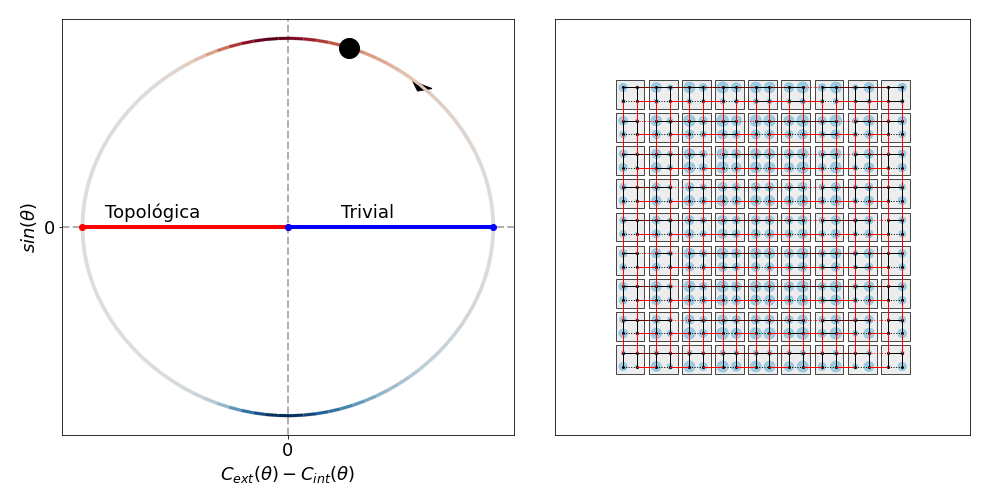 Topológica Trivial
sin(θ)
0
0
C_ext(θ) − C_int(θ)